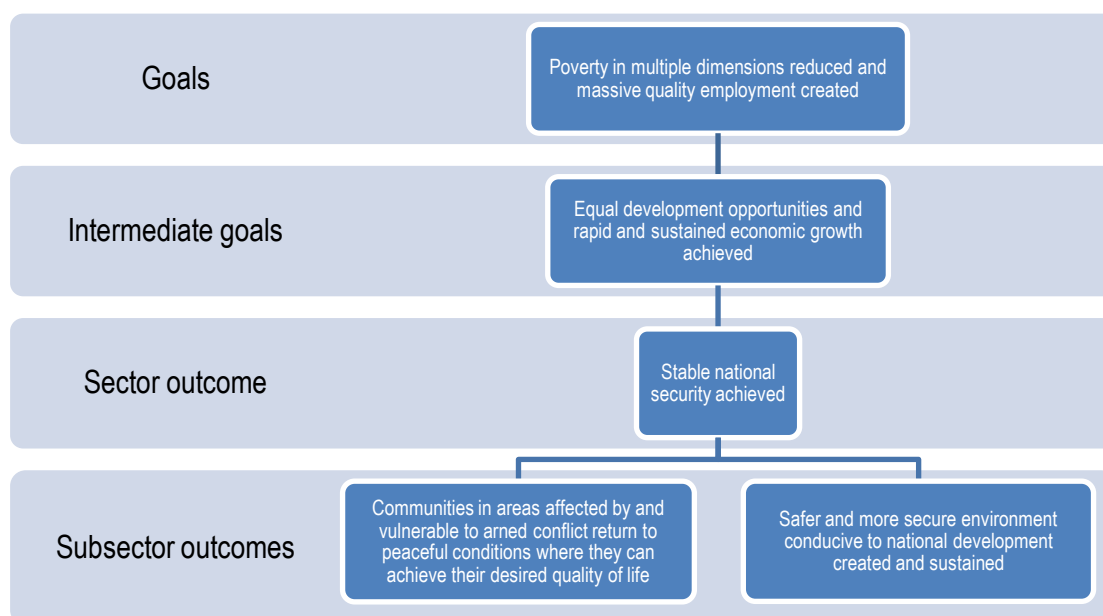 Goals
Poverty in multiple dimensions reduced and
massive quality employment created
Intermediate goals
Equal development opportunities and
rapid and sustained economic growth
achieved
Sector outcome
Stable national
security achieved
Subsector outcomes
Communities in areas affected by and
vulnerable to arned conflict return to
peaceful conditions where they can
achieve their desired quality of life
Safer and more secure environment
conducive to national development
created and sustained